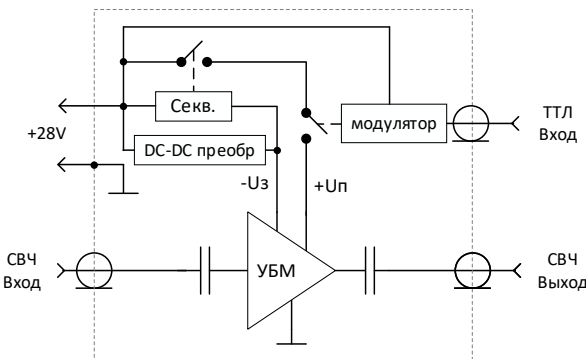 Секв.
+28V
DC-DC преобр
модулятор
ТТЛ
Вход
-Uз
+Uп
СВЧ
Вход
УБМ
СВЧ
Выход